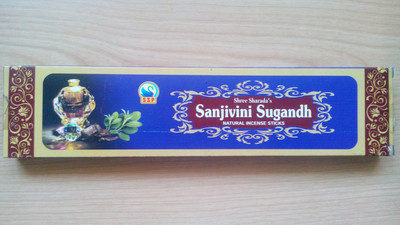 SSP
Shree Sharada's
Sanjivini Sugandh
NATURAL INCENSE STICKS